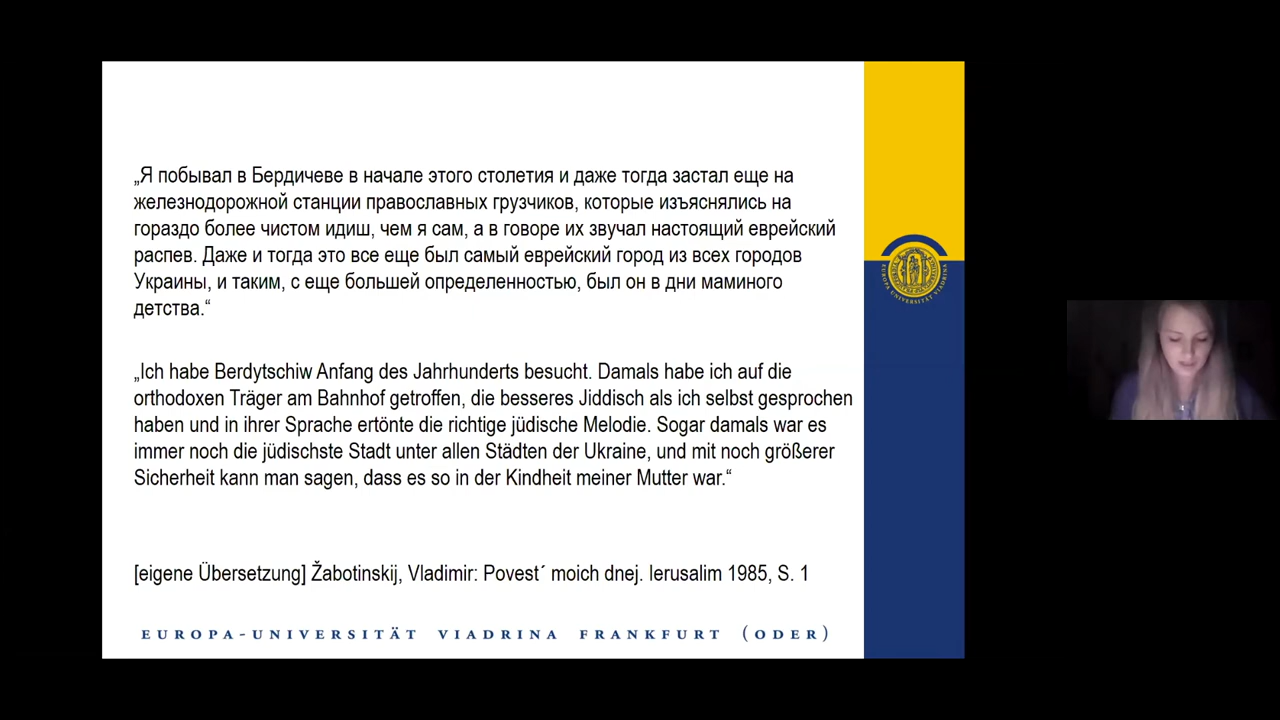 „Я побывал в Бердичеве в начале этого столетия и даже тогда застал еще на
железнодорожной станции православных грузчиков, которые изъяснялись на
гораздо более чистом идиш, чем я сам, а в говоре их звучал настоящий еврейский
распев. Даже и тогда это все еще был самый еврейский город из всех городов
Украины, и таким, с еще большей определенностью, был он в дни маминого
детства.“
„Ich habe Berdytschiw Anfang des Jahrhunderts besucht. Damals habe ich auf die
orthodoxen Träger am Bahnhof getroffen, die besseres Jiddisch als ich selbst gesprochen
haben und in ihrer Sprache ertönte die richtige jüdische Melodie. Sogar damals war es
immer noch die jüdischste Stadt unter allen Städten der Ukraine, und mit noch größerer
Sicherheit kann man sagen, dass es so in der Kindheit meiner Mutter war.“
[eigene Übersetzung] Žabotinskij, Vladimir: Povest´ moich dnej. Ierusalim 1985, S. 1
EUROPA-UNIVERSITÄT VIADRINA FRANKFURT (ODER)
EUROPA UNIVERSITÄT VIADRINA